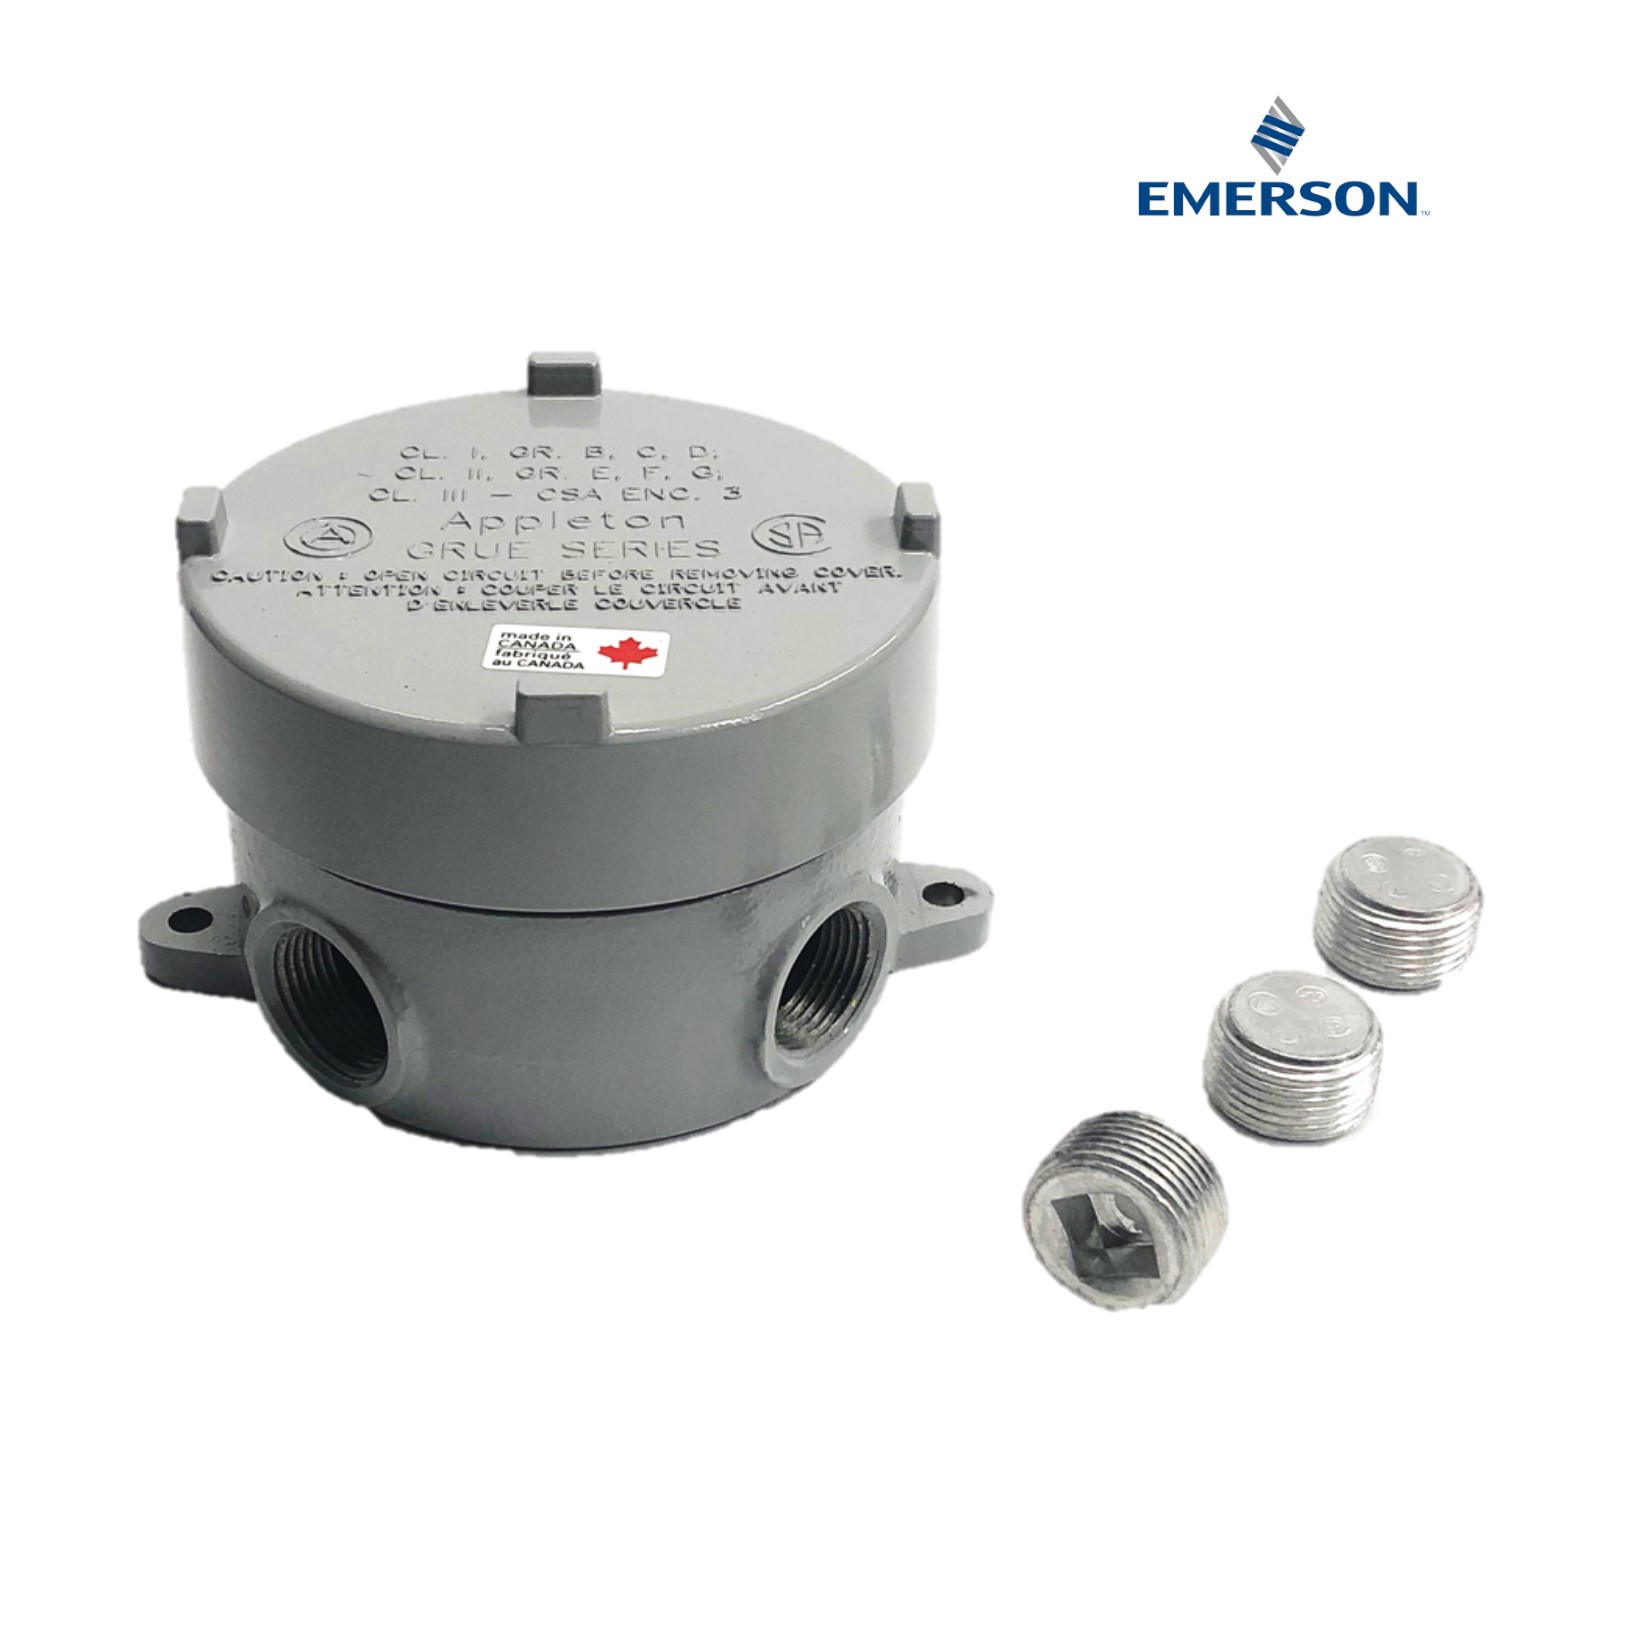 EMERSON™
CL. I, GR. B, C, D;
CL. II, GR. E, F, G;
CL. III – CSA ENC. 3
Appleton
GRUE SERIES
CAUTION : OPEN CIRCUIT BEFORE REMOVING COVER.
ATTENTION : COUPER LE CIRCUIT AVANT
D'ENLEVERLE COUVERCLE
made in
CANADA
fabriqué
au CANADA